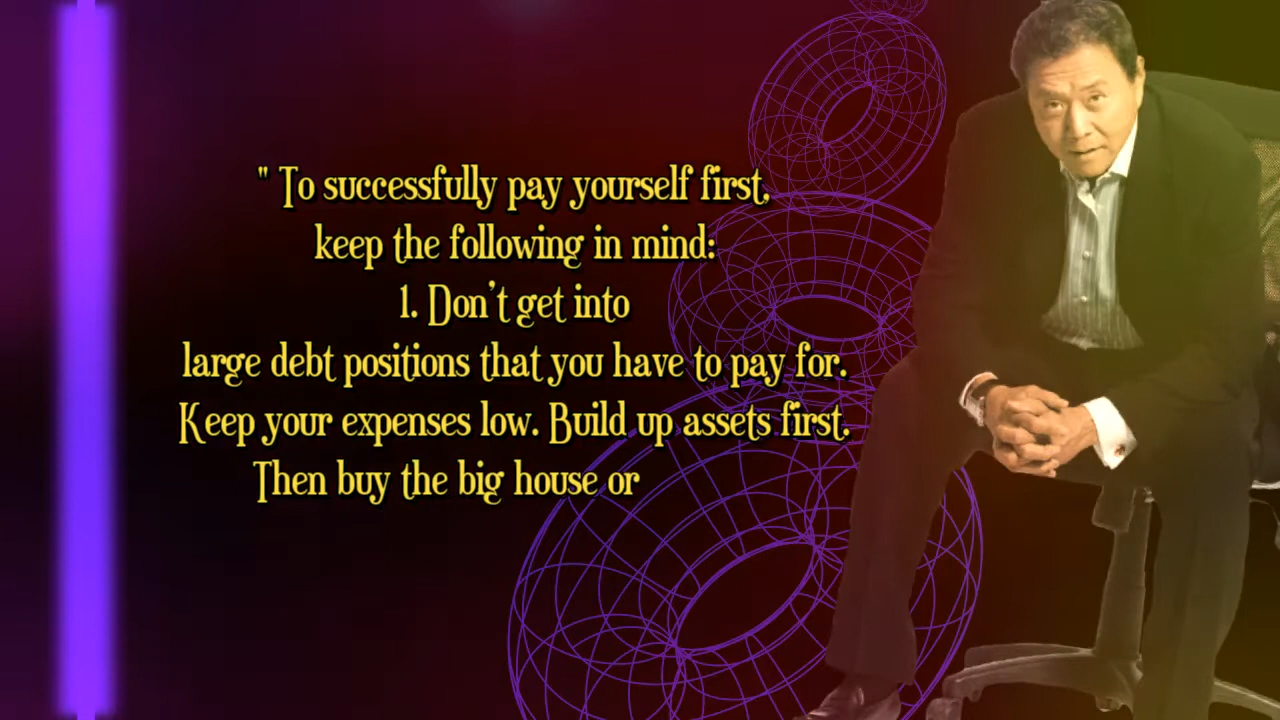 " To successfully pay yourself first,
keep the following in mind:
1. Don't get into
large debt positions that you have to pay for.
Keep your expenses low. Build up assets first.
Then buy the big house or